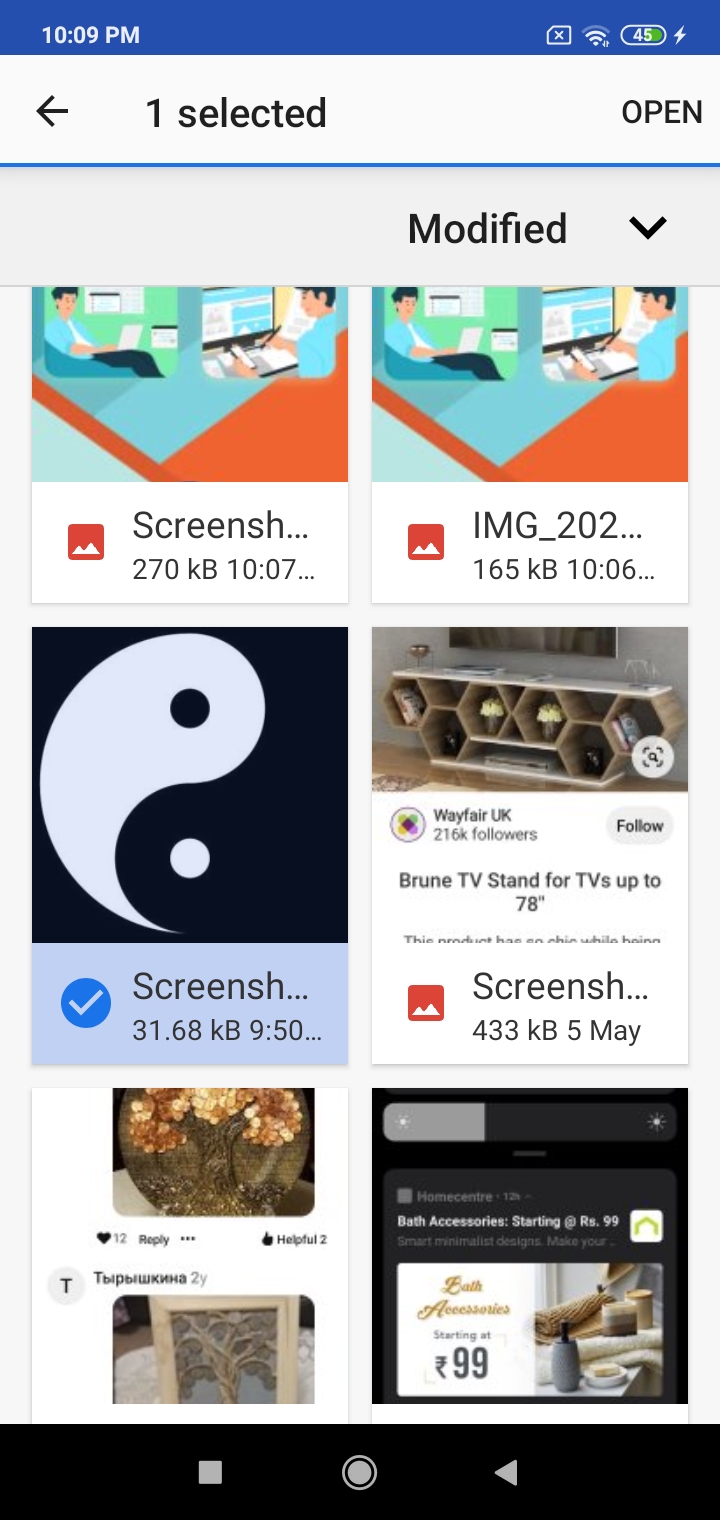 10:09 PM
45
1 selected
OPEN
Modified
Screensh...
270 kB 10:07...
IMG_202...
165 kB 10:06...
Wayfair UK
216k followers
Follow
Brune TV Stand for TVs up to
78"
This product has so chic while being
Screensh...
31.68 kB 9:50...
Screensh...
433 kB 5 May
12 Reply ••• Helpful 2
T
Тырышкина 2y
Homecentre · 12h
Bath Accessories: Starting @ Rs. 99
Smart minimalist designs. Make your ..
Bath
Accessories
Starting at
₹99